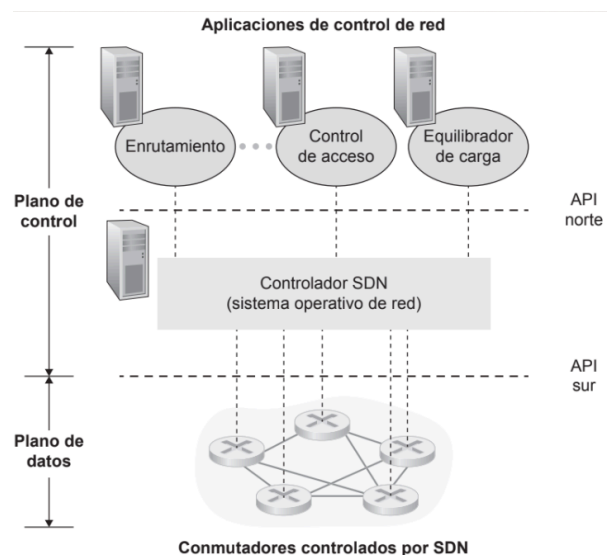 Aplicaciones de control de red
Enrutamiento
Control
de acceso
Equilibrador
de carga
Plano de
control
API
norte
Controlador SDN
(sistema operativo de red)
API
sur
Plano de
datos
Conmutadores controlados por SDN